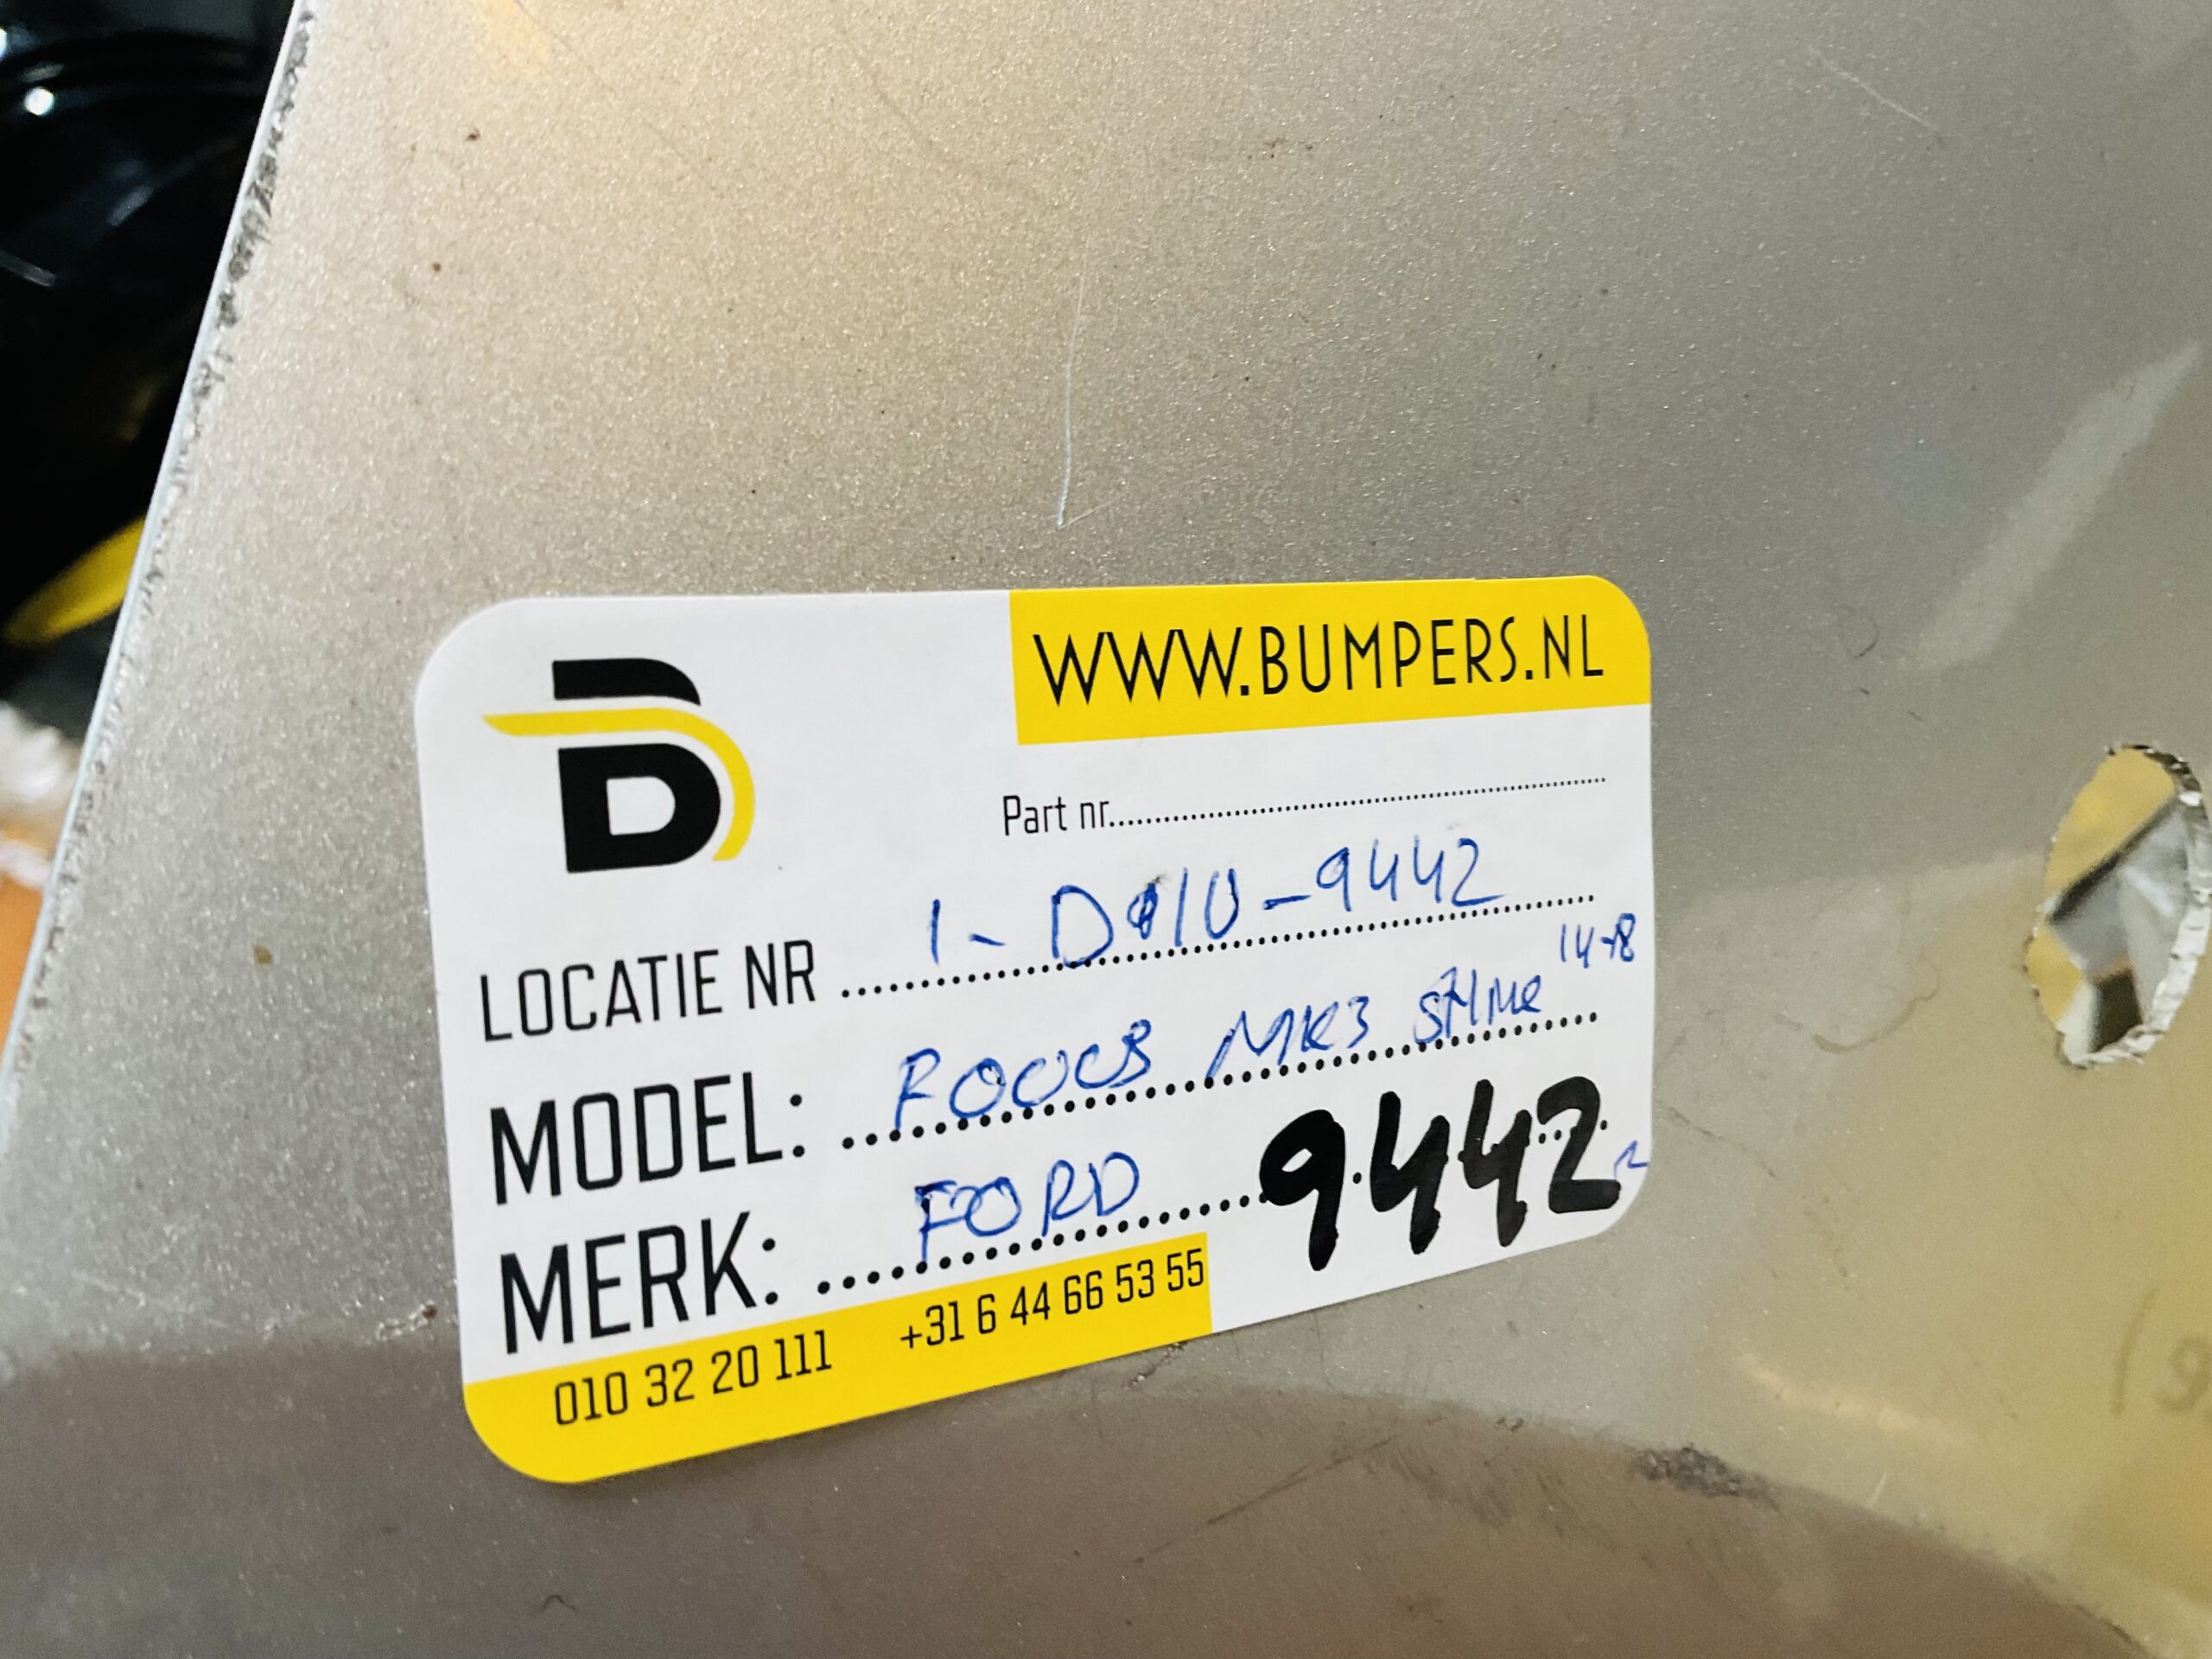 WWW.BUMPERS.NL
Part nr
LOCATIE NR 1-D10-9442
MODEL: FOCUS MK3 STLINE 14-18
MERK: FORD 9442
010 32 20 111 +31 6 44 66 53 55